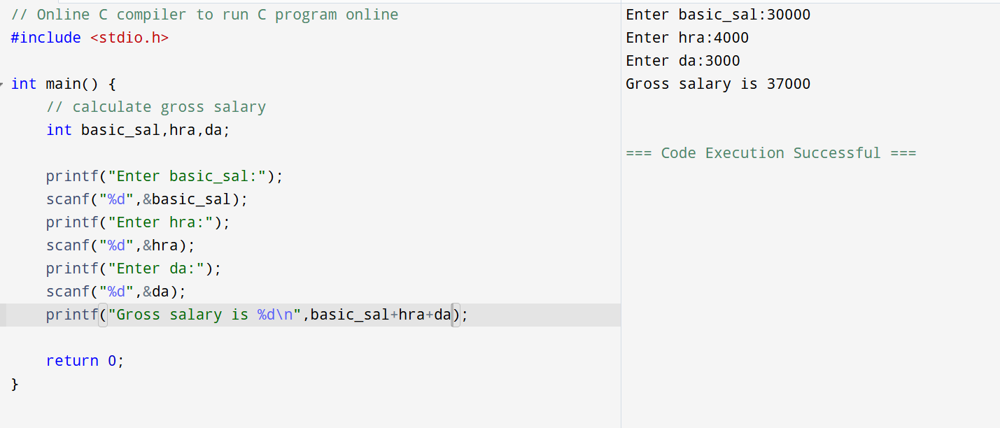 // Online C compiler to run C program online
#include <stdio.h>
int main() {
    // calculate gross salary
    int basic_sal,hra,da;
    printf("Enter basic_sal:");
    scanf("%d",&basic_sal);
    printf("Enter hra:");
    scanf("%d",&hra);
    printf("Enter da:");
    scanf("%d",&da);
    printf("Gross salary is %d\n",basic_sal+hra+da);
    return 0;
}
Enter basic_sal:30000
Enter hra:4000
Enter da:3000
Gross salary is 37000
=== Code Execution Successful ===